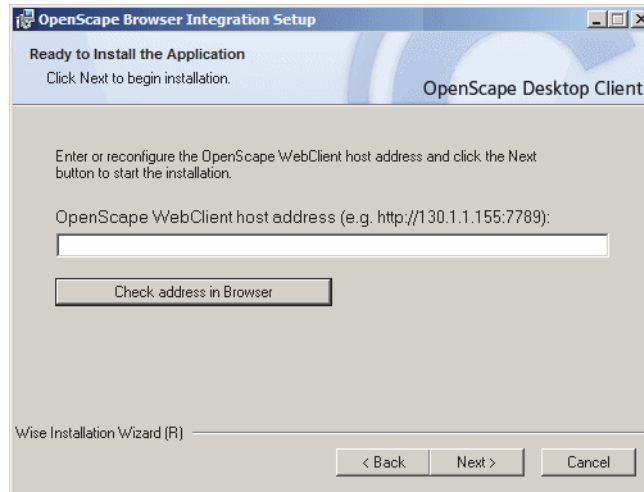 OpenScape Browser Integration Setup
Ready to Install the Application
Click Next to begin installation.
OpenScape Desktop Client
Enter or reconfigure the OpenScape WebClient host address and click the Next
button to start the installation.
OpenScape WebClient host address (e.g. http://130.1.1.155:7789):
Check address in Browser
Wise Installation Wizard (R)
< Back
Next >
Cancel